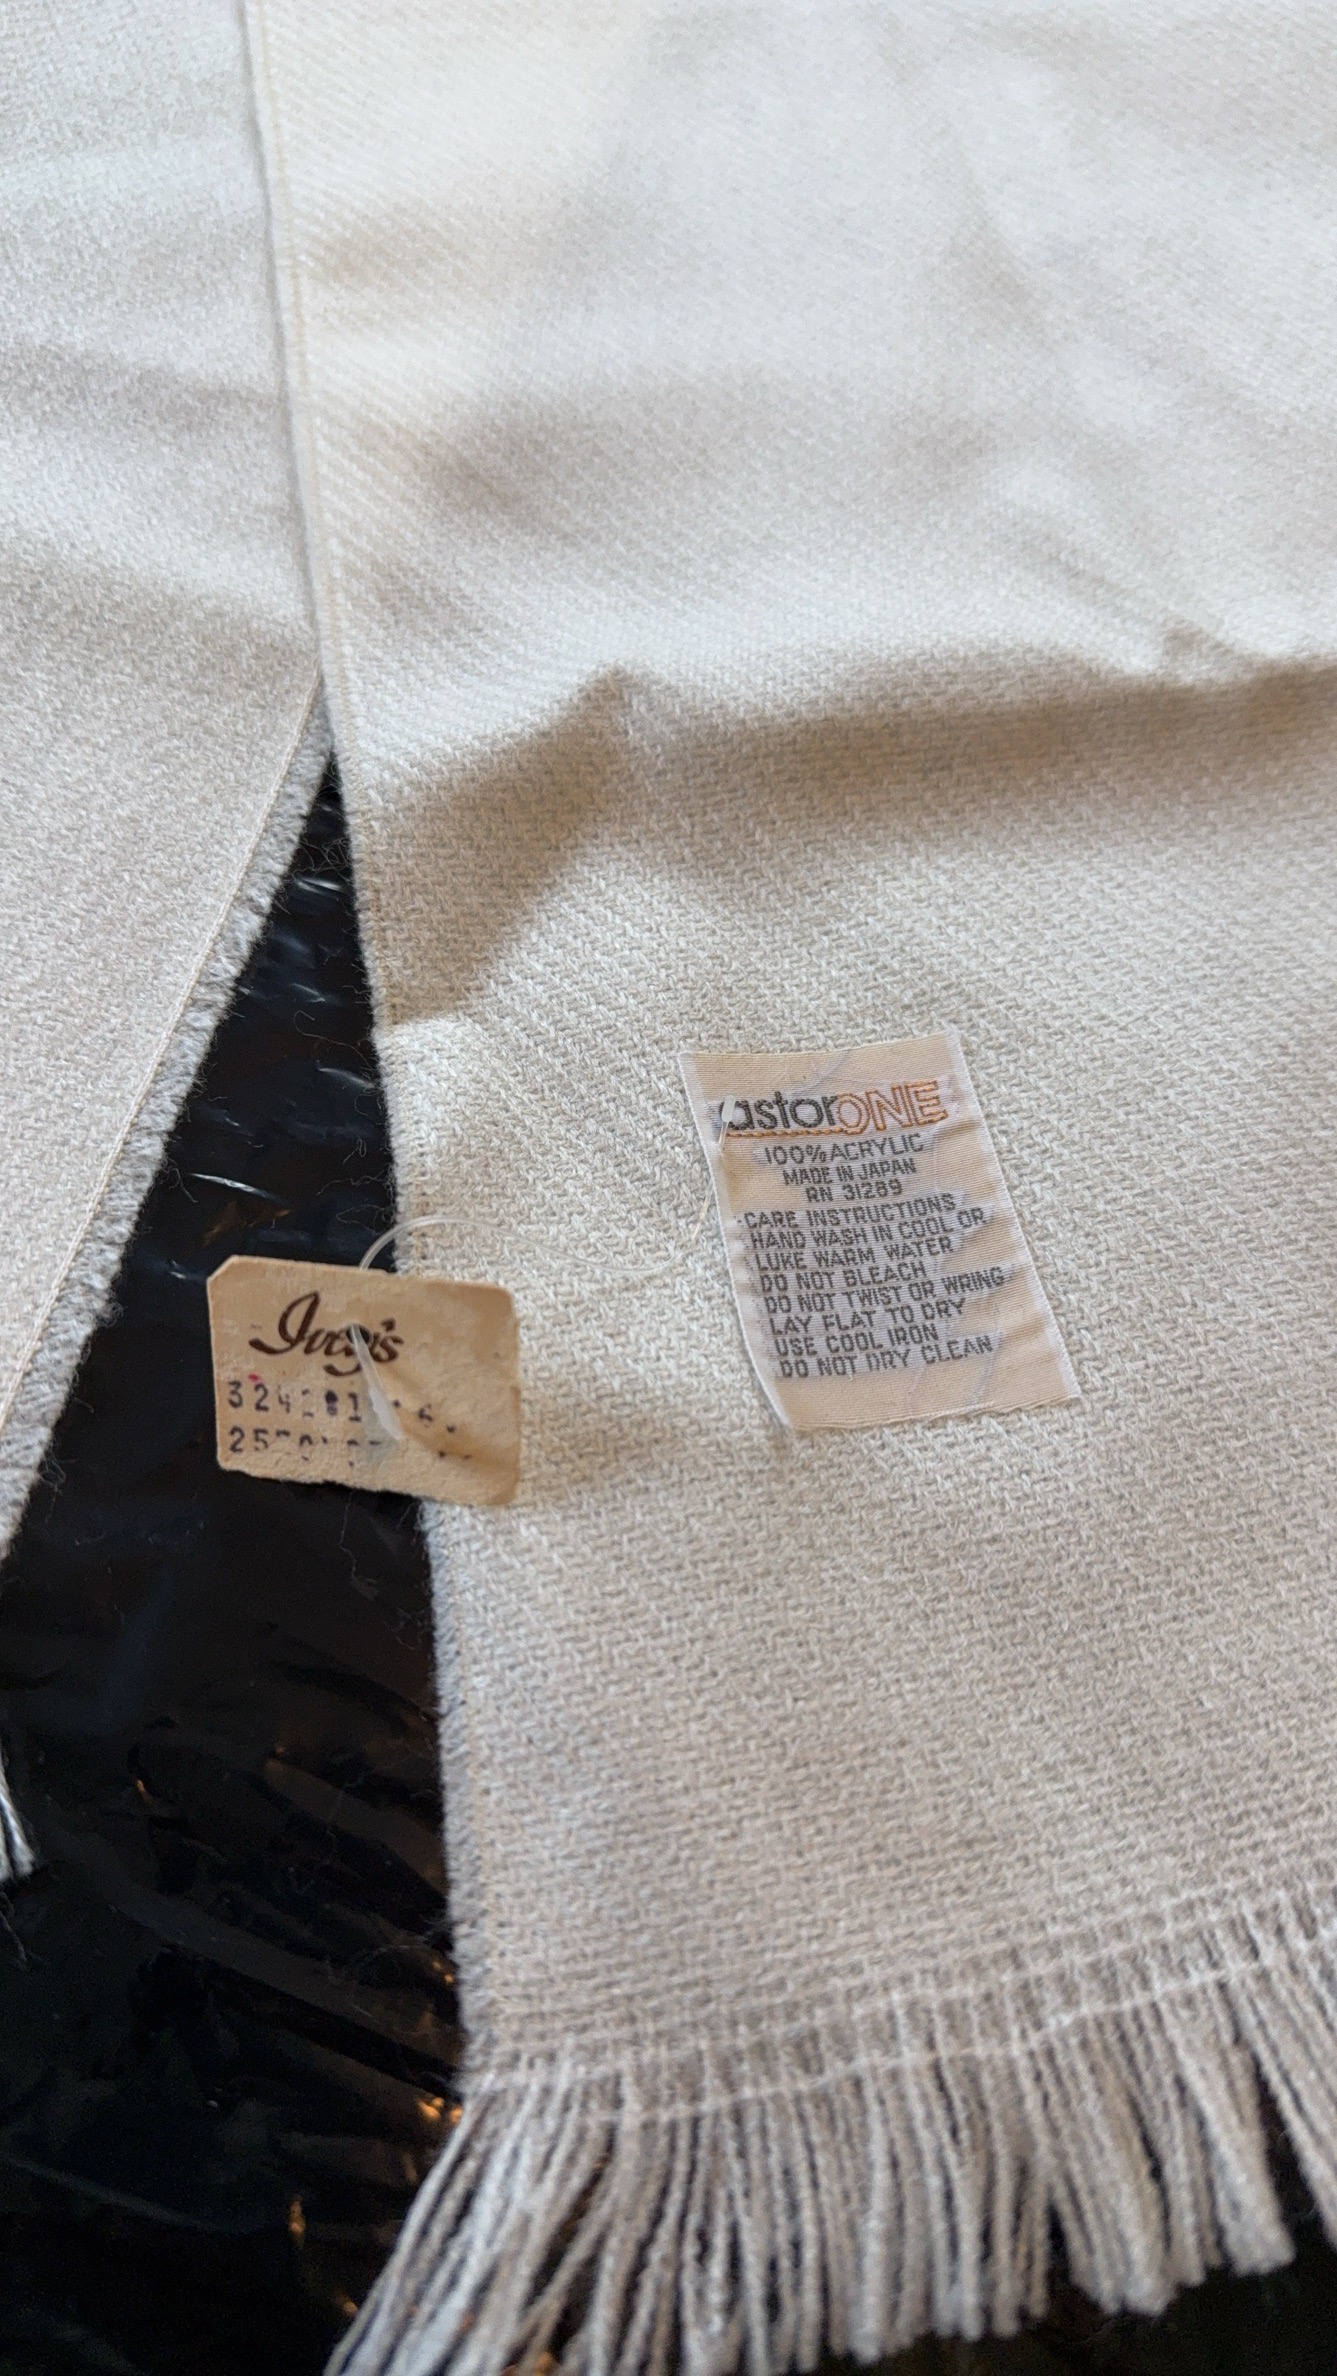 astorONE
100% ACRYLIC
MADE IN JAPAN
RN 31289
CARE INSTRUCTIONS
HAND WASH IN COOL OR
LUKE WARM WATER
DO NOT BLEACH
DO NOT TWIST OR WRING
LAY FLAT TO DRY
USE COOL IRON
DO NOT DRY CLEAN
Ivey's